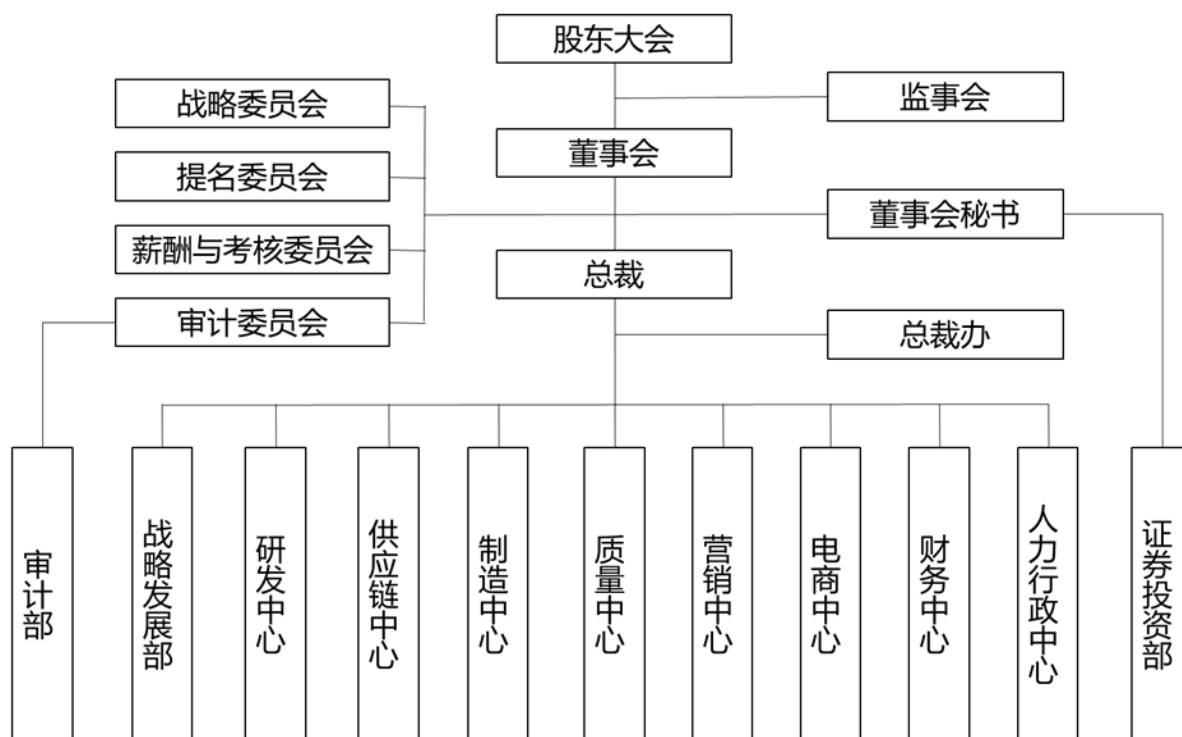 股东大会
战略委员会
监事会
董事会
提名委员会
董事会秘书
薪酬与考核委员会
总裁
审计委员会
总裁办
审计部
战略发展部
研发中心
供应链中心
制造中心
质量中心
营销中心
电商中心
财务中心
人力行政中心
证券投资部